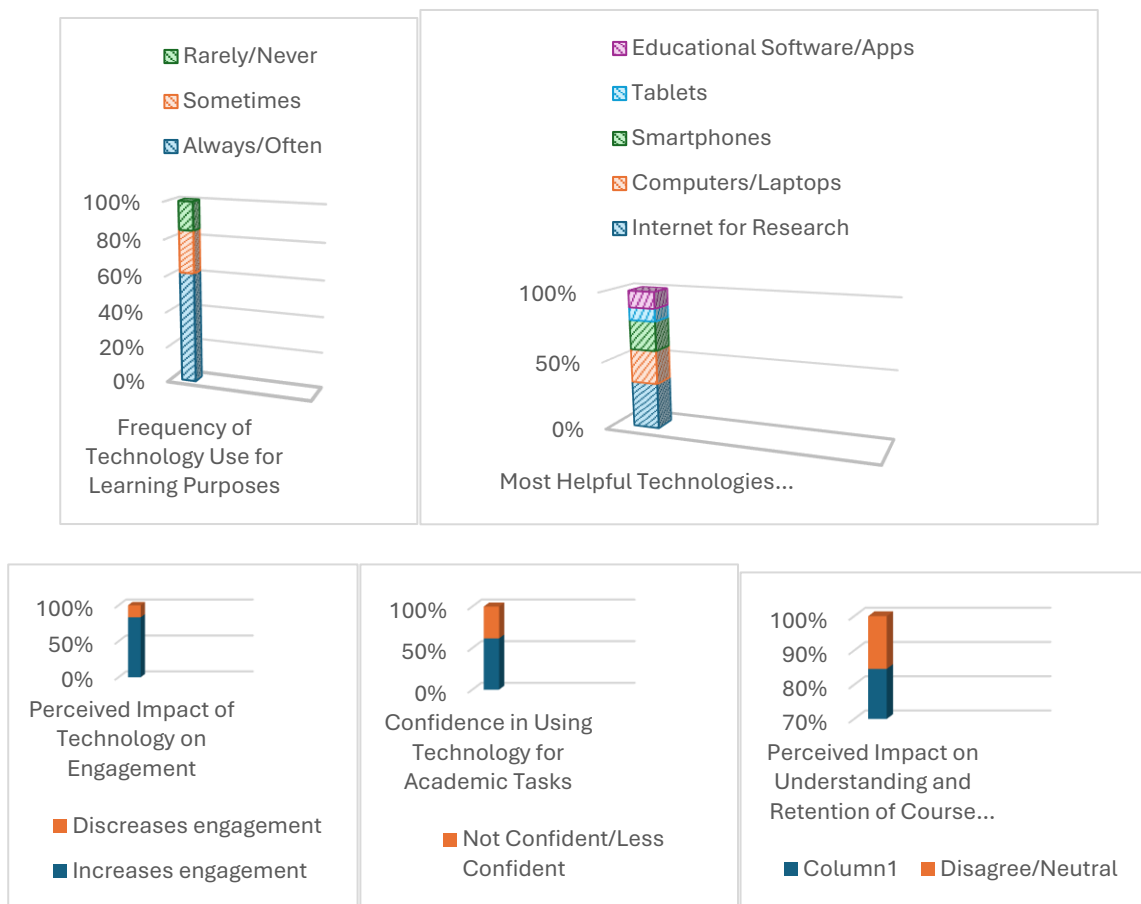 Rarely/Never
Sometimes
Always/Often
100%
80%
60%
40%
20%
0%
Frequency of
Technology Use for
Learning Purposes
Educational Software/Apps
Tablets
Smartphones
Computers/Laptops
Internet for Research
100%
50%
0%
Most Helpful Technologies...
100%
50%
0%
Perceived Impact of
Technology on
Engagement
Discreases engagement
Increases engagement
100%
50%
0%
Confidence in Using
Technology for
Academic Tasks
Not Confident/Less
Confident
100%
90%
80%
70%
Perceived Impact on
Understanding and
Retention of Course...
Column1 Disagree/Neutral